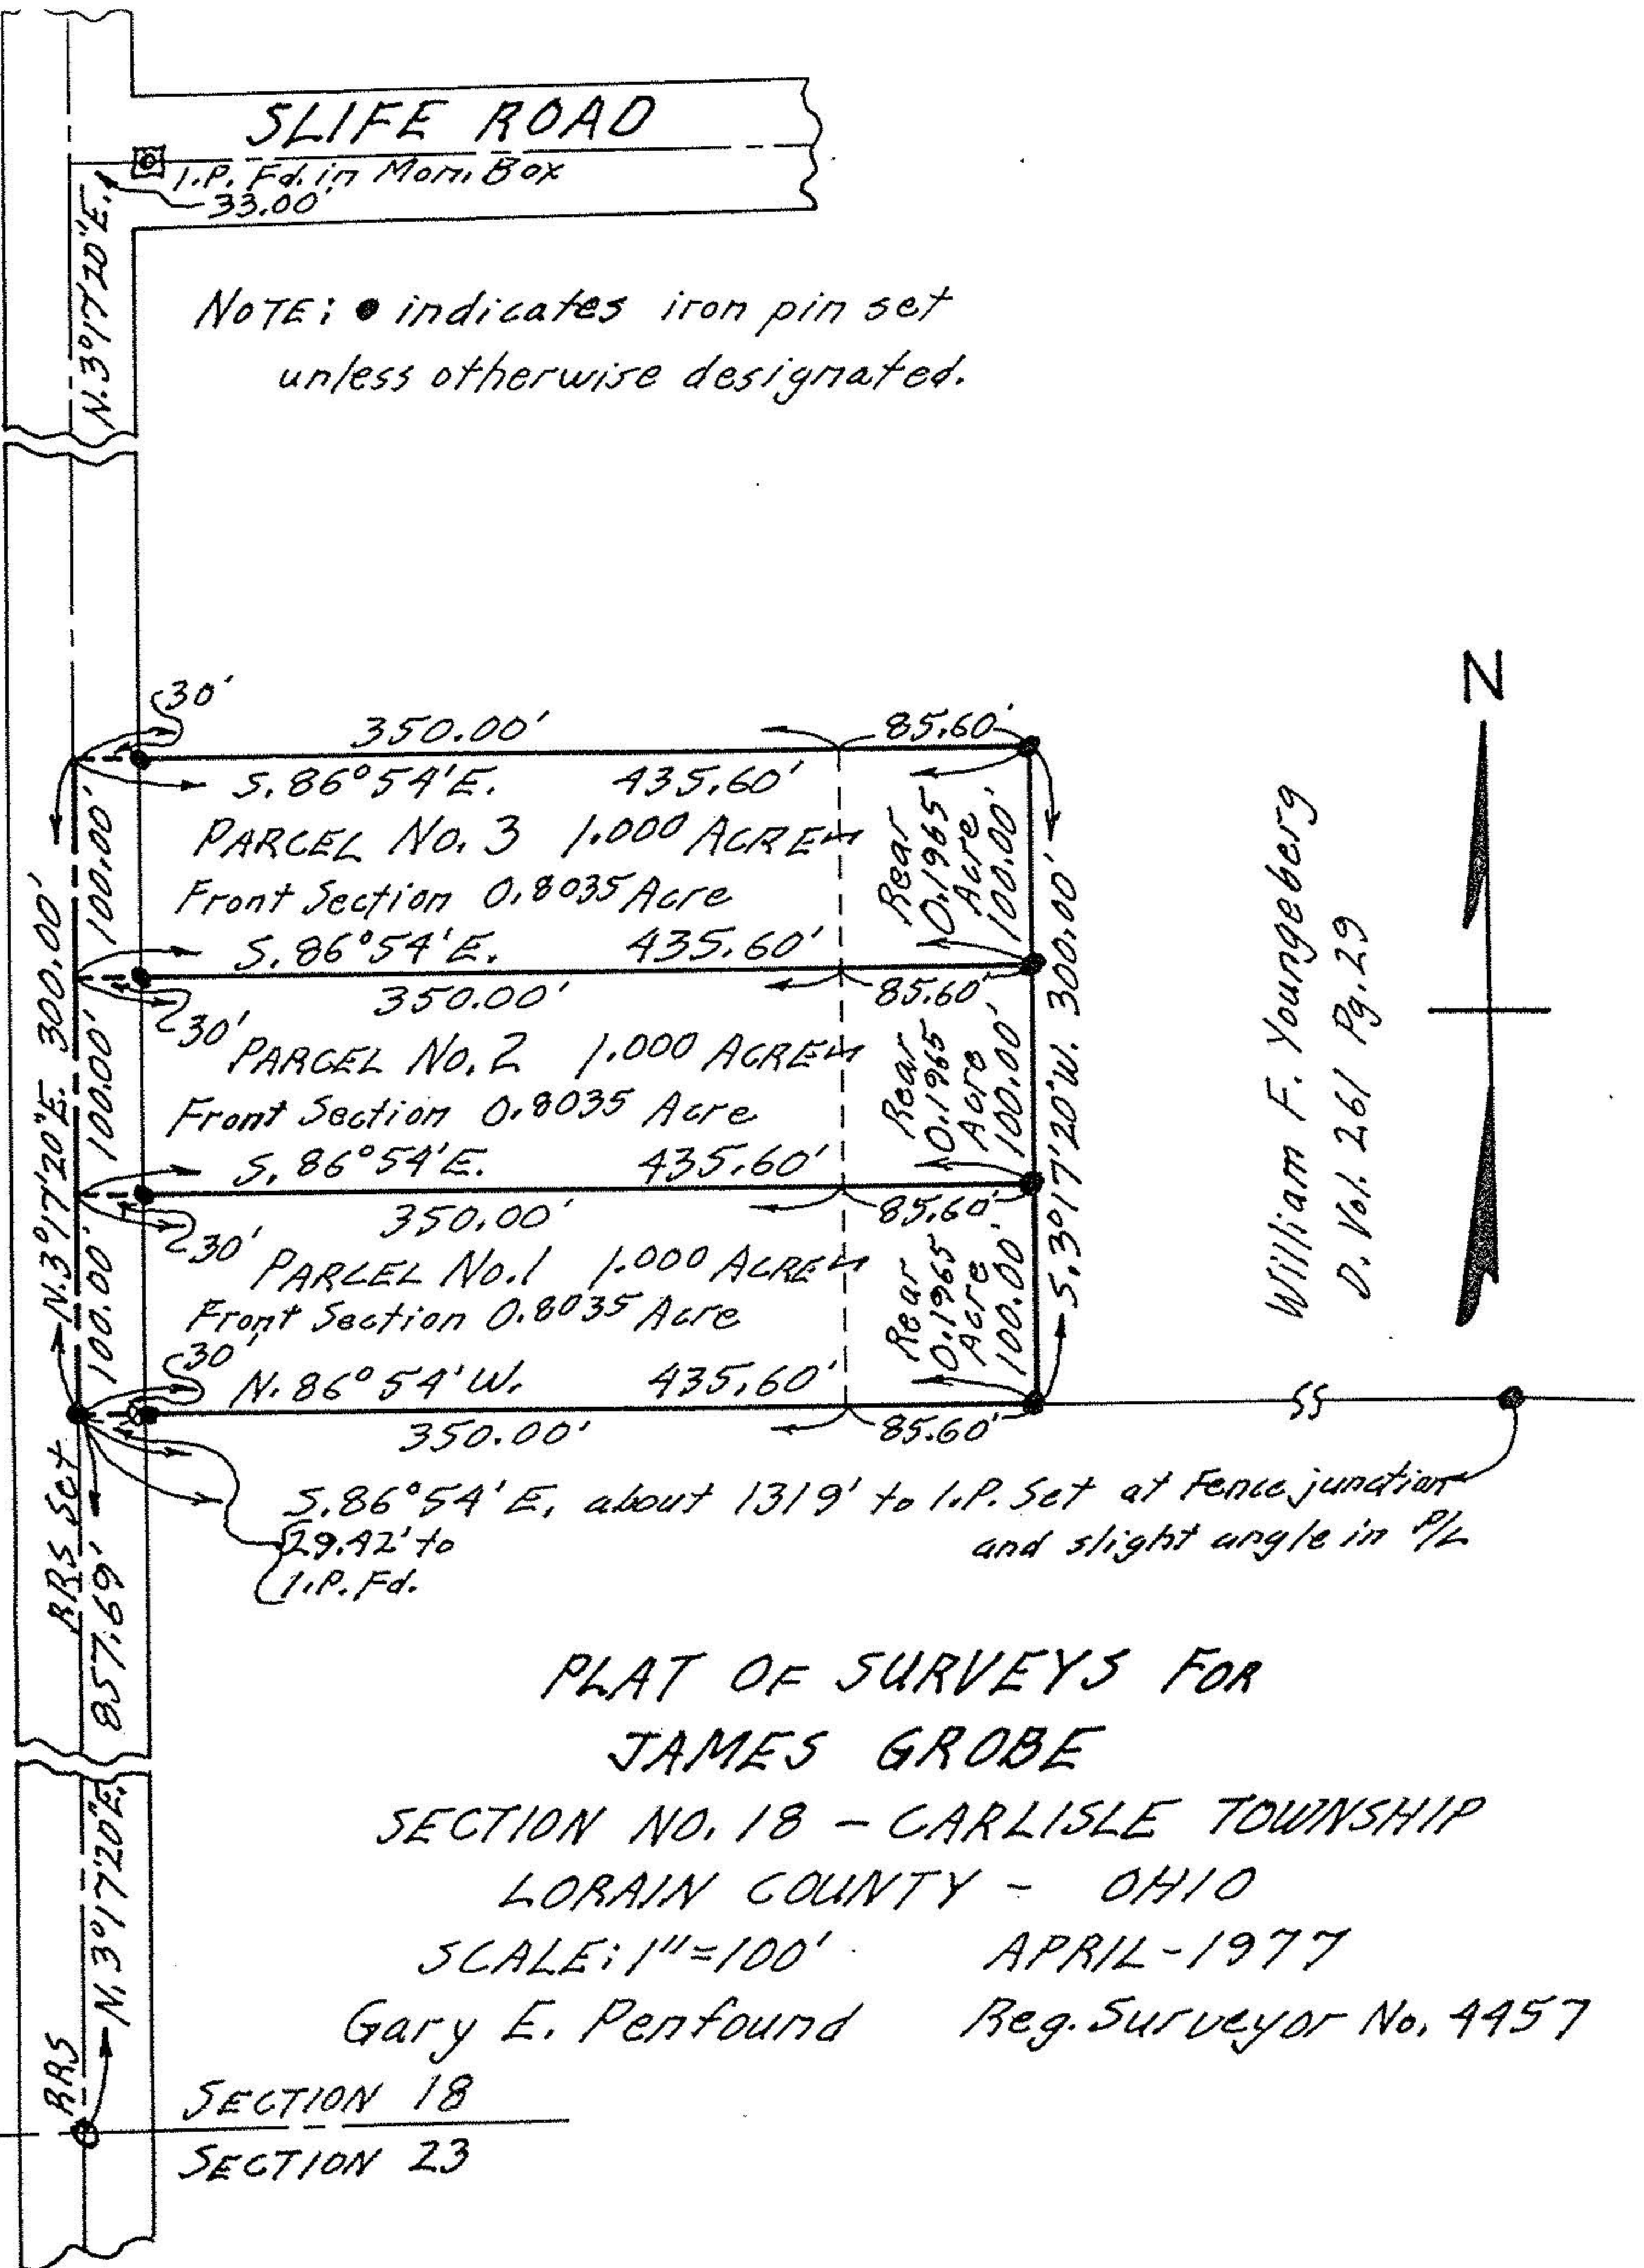 SLIFE ROAD
I.P. Fd. in Mon. Box
33.00'
N.3°17'20"E.
NOTE: ● indicates iron pin set
unless otherwise designated.
N
30'
350.00'
85.60'
S.86°54'E. 435.60'
PARCEL No. 3 1.000 ACRE
Front Section 0.8035 Acre
Rear
0.1965
Acre
100.00'
100.00'
S.86°54'E. 435.60'
350.00'
85.60'
30'
PARCEL No. 2 1.000 ACRE
Front Section 0.8035 Acre
Rear
0.1965
Acre
100.00'
100.00'
S.86°54'E. 435.60'
350.00'
85.60'
30'
PARCEL No. 1 1.000 ACRE
Front Section 0.8035 Acre
Rear
0.1965
Acre
100.00'
100.00'
30'
N.86°54'W. 435.60'
350.00'
85.60'
N.3°17'20"E. 300.00'
S.3°17'20"W. 300.00'
William F. Youngeberg
D. Vol. 261 Pg. 29
S.86°54'E. about 1319' to I.P. Set at Fence junction
and slight angle in P/L
29.42' to
I.P. Fd.
RRS Set
857.69'
N.3°17'20"E.
RRS
PLAT OF SURVEYS FOR
JAMES GROBE
SECTION NO. 18 - CARLISLE TOWNSHIP
LORAIN COUNTY - OHIO
SCALE: 1"=100' APRIL-1977
Gary E. Penfound Reg. Surveyor No. 4457
SECTION 18
SECTION 23